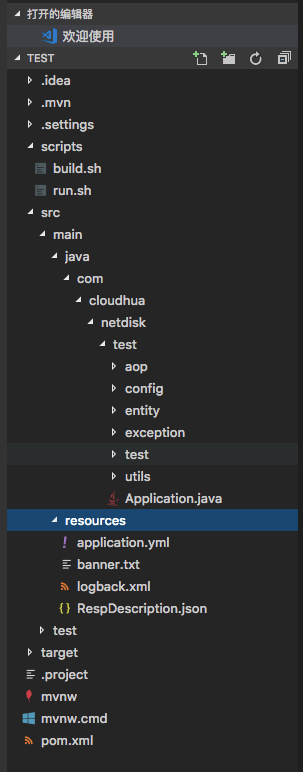 打开的编辑器
欢迎使用
TEST
.idea
.mvn
.settings
scripts
build.sh
run.sh
src
main
java
com
cloudhua
netdisk
test
aop
config
entity
exception
test
utils
Application.java
resources
application.yml
banner.txt
logback.xml
RespDescription.json
test
target
.project
mvnw
mvnw.cmd
pom.xml